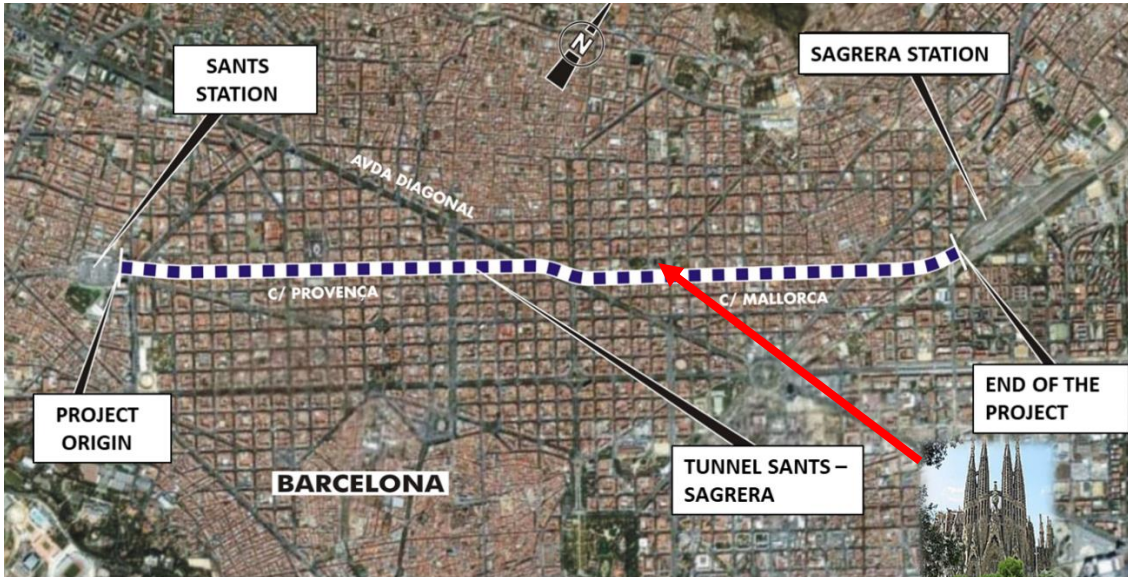 N
SANTS
STATION
SAGRERA STATION
AVDA DIAGONAL
C/ PROVENÇA
C/ MALLORCA
PROJECT
ORIGIN
END OF THE
PROJECT
TUNNEL SANTS –
SAGRERA
BARCELONA